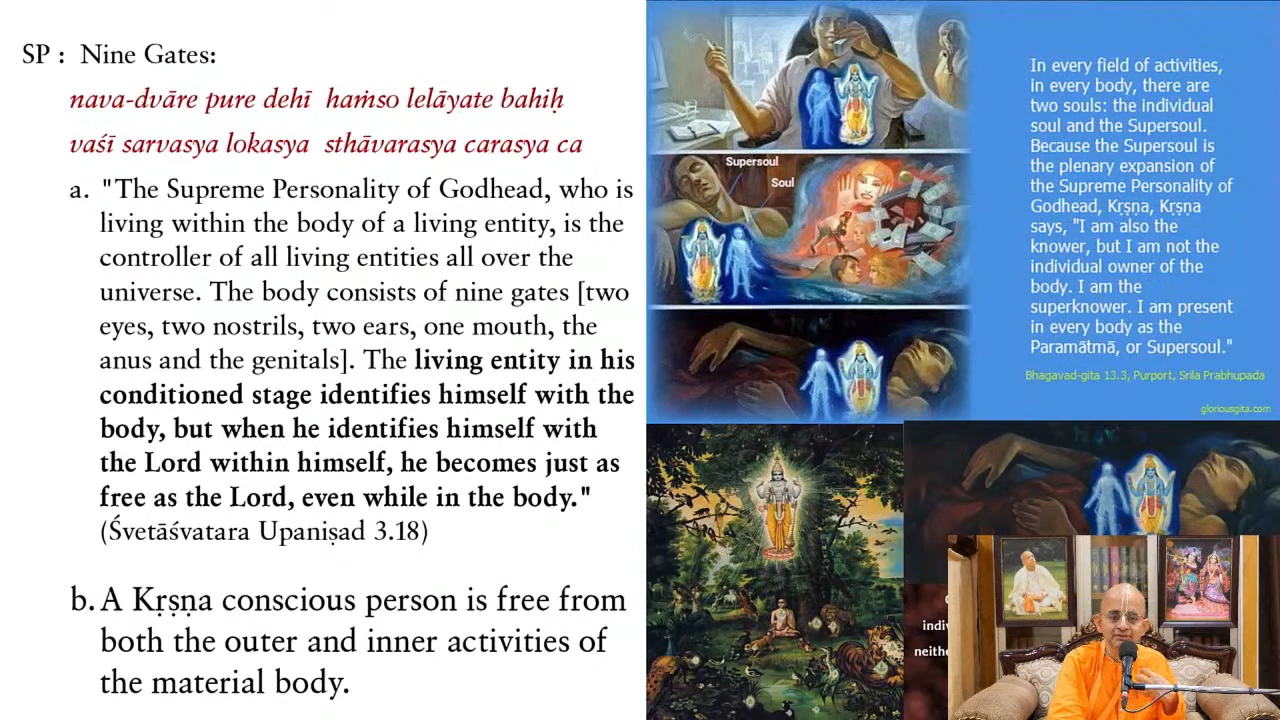 SP : Nine Gates:
nava-dvāre pure dehī haṁso lelāyate bahiḥ
vaśī sarvasya lokasya sthāvarasya carasya ca
a. "The Supreme Personality of Godhead, who is
living within the body of a living entity, is the
controller of all living entities all over the
universe. The body consists of nine gates [two
eyes, two nostrils, two ears, one mouth, the
anus and the genitals]. The living entity in his
conditioned stage identifies himself with the
body, but when he identifies himself with
the Lord within himself, he becomes just as
free as the Lord, even while in the body."
(Śvetāśvatara Upaniṣad 3.18)
b. A Kṛṣṇa conscious person is free from
both the outer and inner activities of
the material body.
Supersoul
Soul
In every field of activities,
in every body, there are
two souls: the individual
soul and the Supersoul.
Because the Supersoul is
the plenary expansion of
the Supreme Personality of
Godhead, Kṛṣṇa, Kṛṣṇa
says, "I am also the
knower, but I am not the
individual owner of the
body. I am the
superknower. I am present
in every body as the
Paramātmā, or Supersoul."
Bhagavad-gita 13.3, Purport, Srila Prabhupada
gloriousgita.com
indiv
neithe